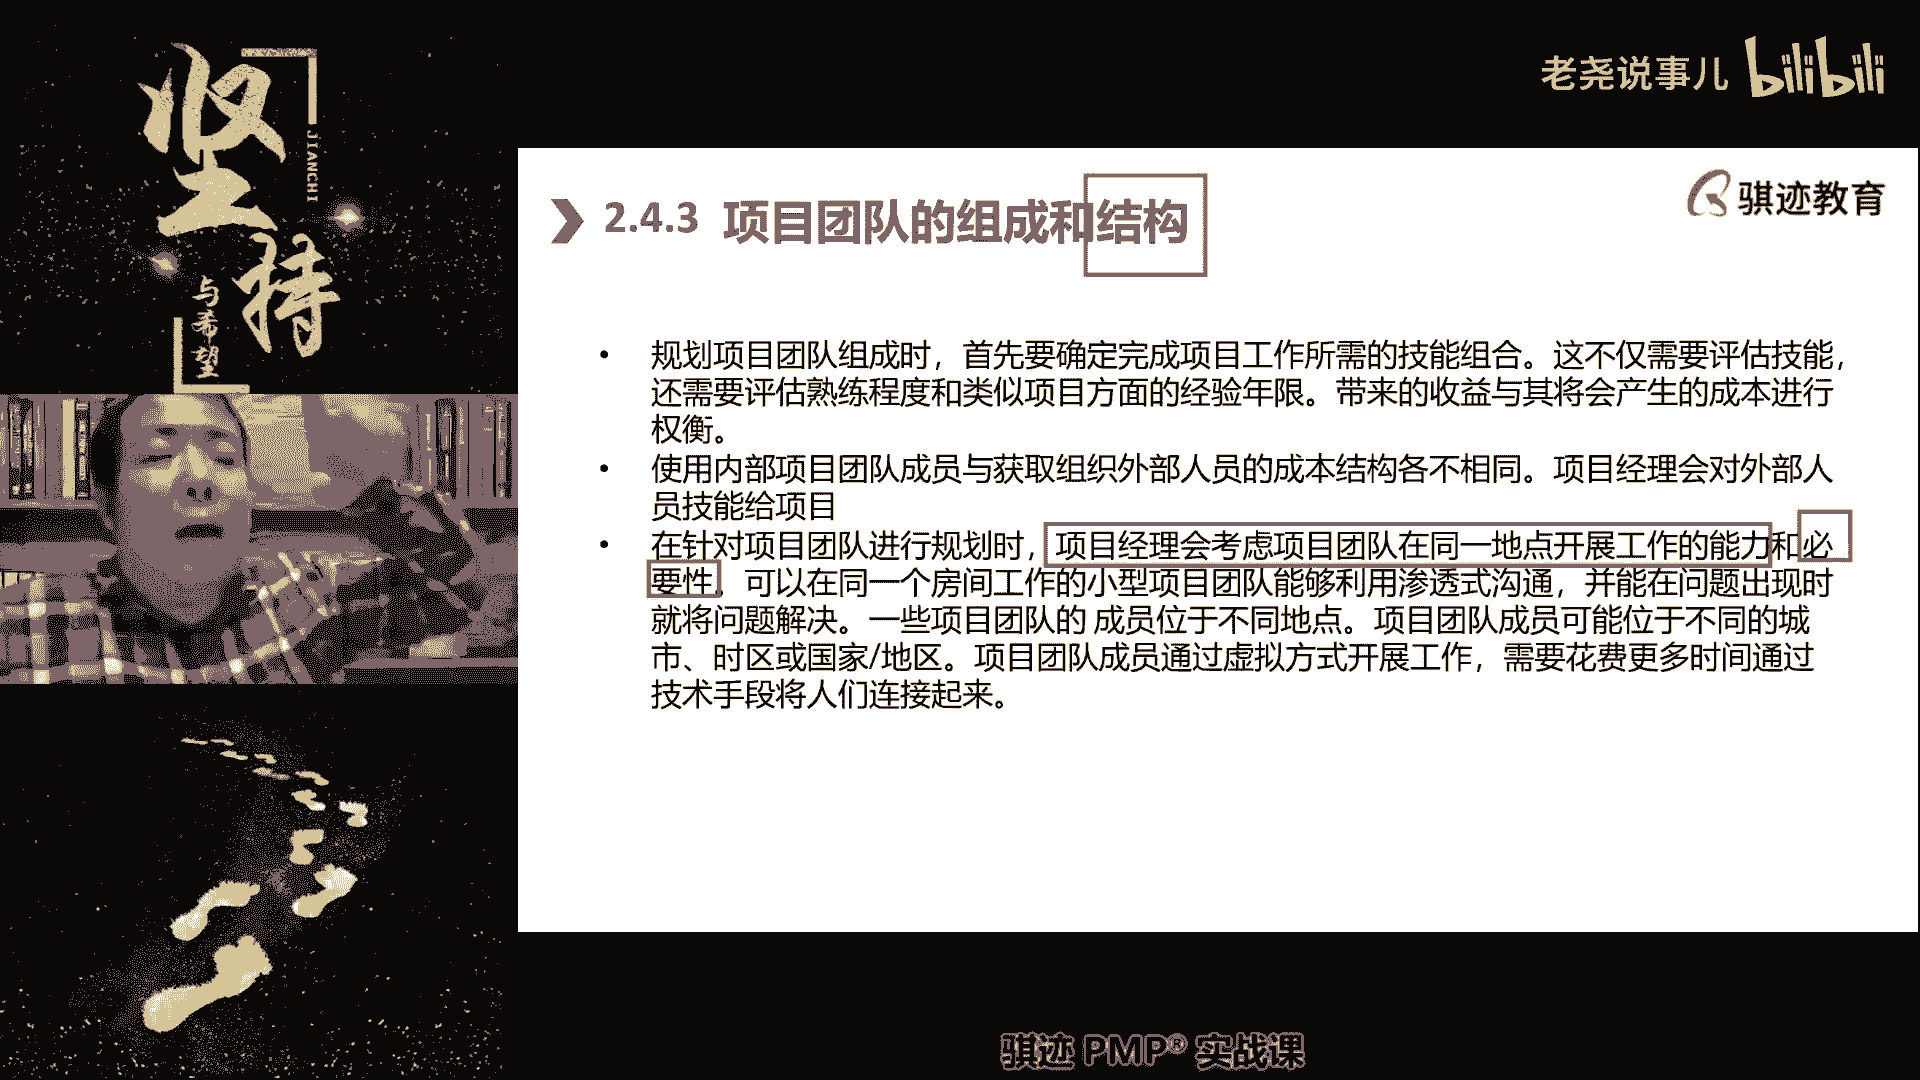 坚持
JIANCHI
与希望
老尧说事儿 bilibili
骐迹教育
2.4.3 项目团队的组成和结构
• 规划项目团队组成时，首先要确定完成项目工作所需的技能组合。这不仅需要评估技能，
还需要评估熟练程度和类似项目方面的经验年限。带来的收益与其将会产生的成本进行
权衡。
• 使用内部项目团队成员与获取组织外部人员的成本结构各不相同。项目经理会对外部人
员技能给项目
• 在针对项目团队进行规划时，项目经理会考虑项目团队在同一地点开展工作的能力和必
要性。可以在同一个房间工作的小型项目团队能够利用渗透式沟通，并能在问题出现时
就将问题解决。一些项目团队的 成员位于不同地点。项目团队成员可能位于不同的城
市、时区或国家/地区。项目团队成员通过虚拟方式开展工作，需要花费更多时间通过
技术手段将人们连接起来。
骐迹 PMP® 实战课